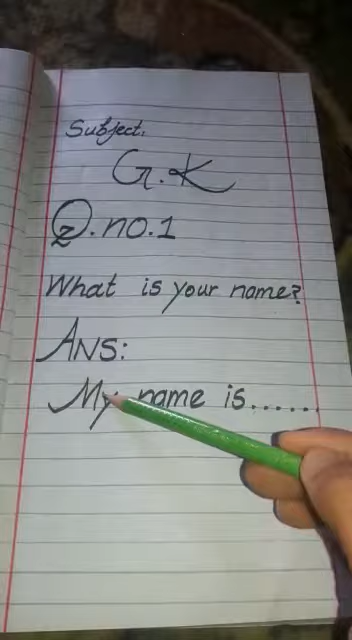 Subject.
G.K
Q.no.1
What is your name?
ANS:
My name is......